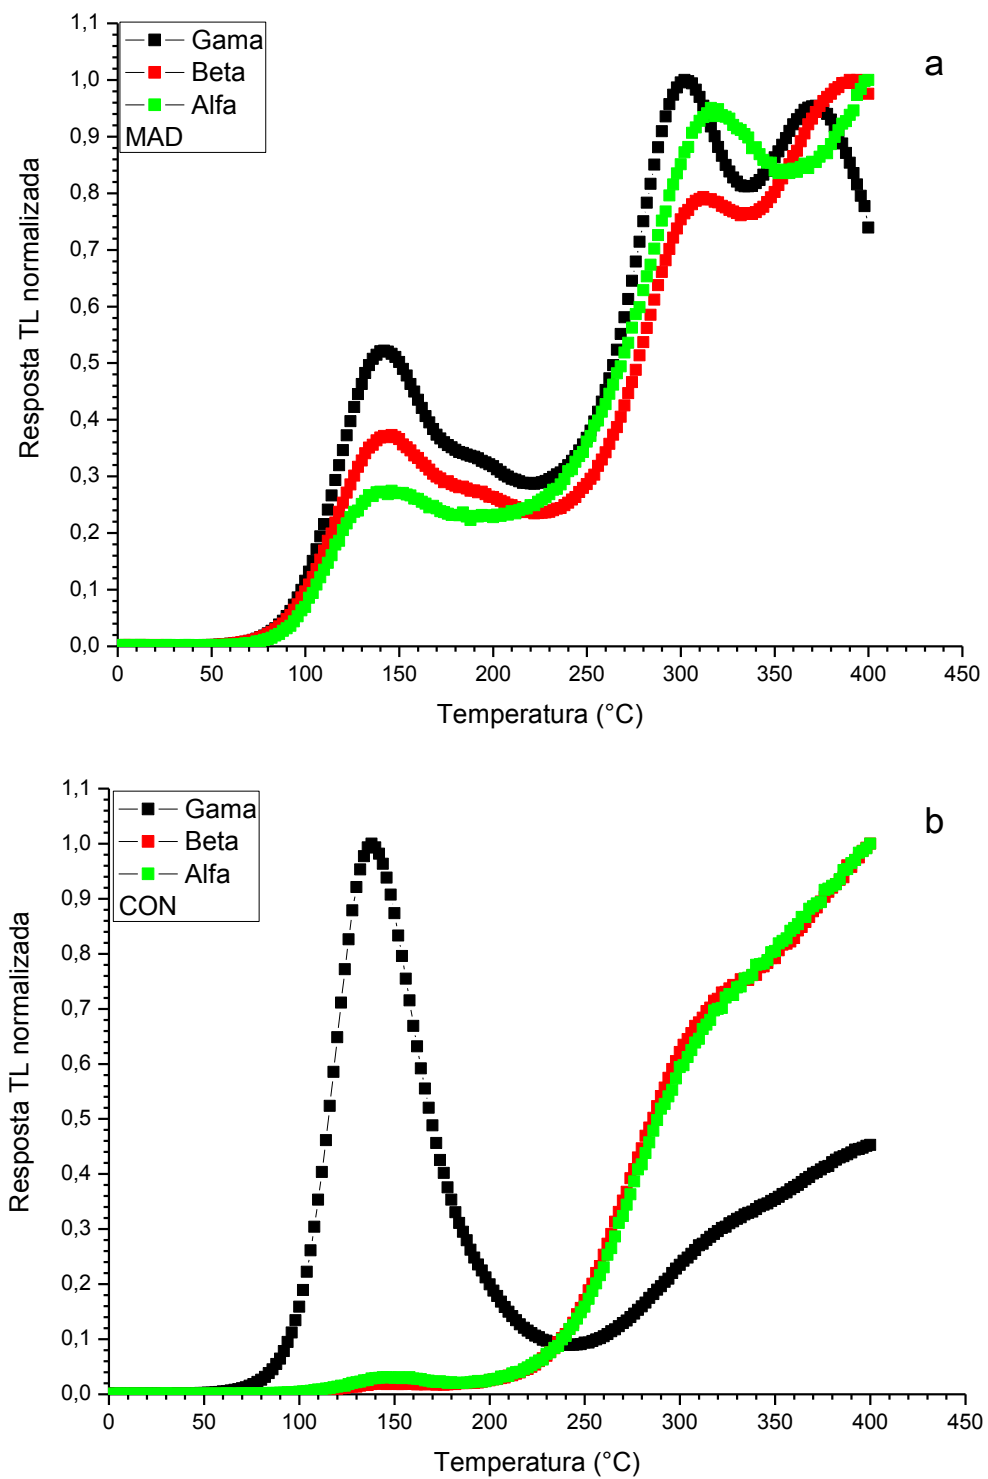 1,1
1,0
0,9
0,8
0,7
0,6
0,5
0,4
0,3
0,2
0,1
0,0
Resposta TL normalizada
Gama
Beta
Alfa
MAD
a
0 50 100 150 200 250 300 350 400 450
Temperatura (°C)
1,1
1,0
0,9
0,8
0,7
0,6
0,5
0,4
0,3
0,2
0,1
0,0
Resposta TL normalizada
Gama
Beta
Alfa
CON
b
0 50 100 150 200 250 300 350 400 450
Temperatura (°C)